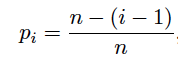 p_i = \frac{n - (i - 1)}{n},